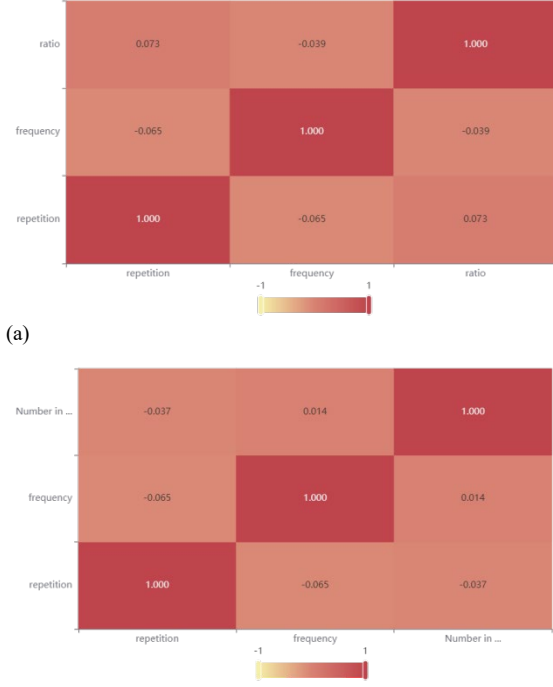 ratio 0.073 -0.039 1.000
frequency -0.065 1.000 -0.039
repetition 1.000 -0.065 0.073
repetition frequency ratio
-1 1
(a)
Number in ... -0.037 0.014 1.000
frequency -0.065 1.000 0.014
repetition 1.000 -0.065 -0.037
repetition frequency Number in ...
-1 1